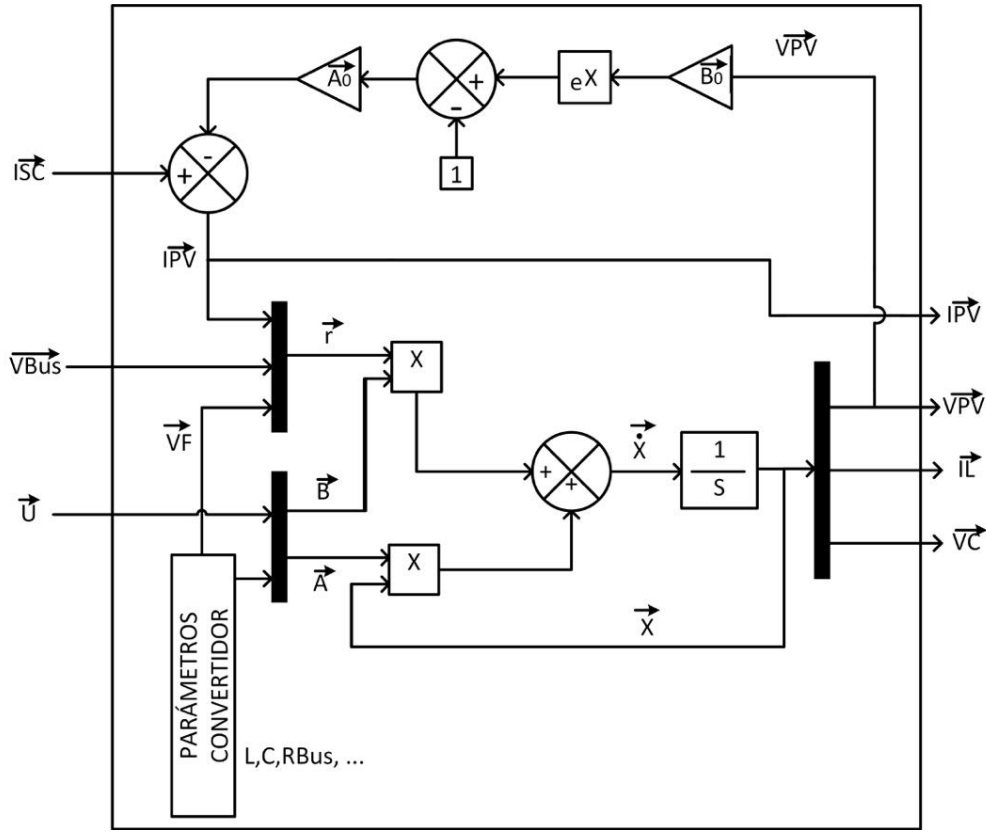 VPV
A0
+
-
eX
B0
1
ISC
+
-
IPV
IPV
VBus
r
X
VF
VPV
B
+
+
Ẋ
1
S
IL
U
A
X
VC
X
PARÁMETROS
CONVERTIDOR
L,C,RBus, ...